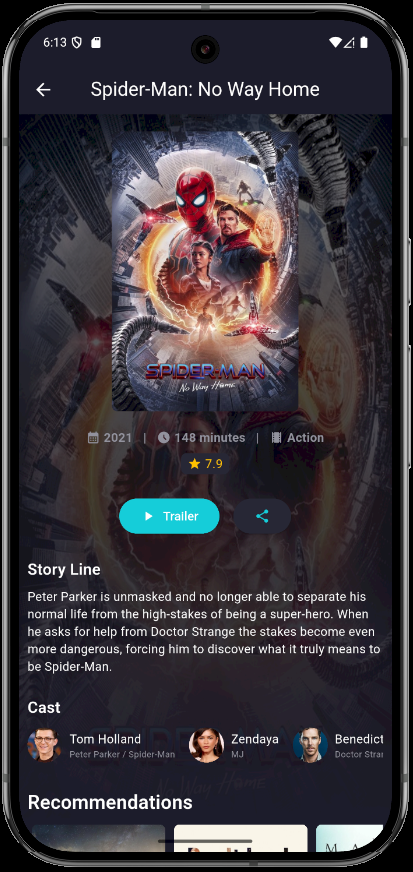 6:13
Spider-Man: No Way Home
SPIDER-MAN
No Way Home
2021 | 148 minutes | Action
7.9
Trailer
Story Line
Peter Parker is unmasked and no longer able to separate his
normal life from the high-stakes of being a super-hero. When
he asks for help from Doctor Strange the stakes become even
more dangerous, forcing him to discover what it truly means to
be Spider-Man.
Cast
Tom Holland
Peter Parker / Spider-Man
Zendaya
MJ
Benedict
Doctor Stran
Recommendations